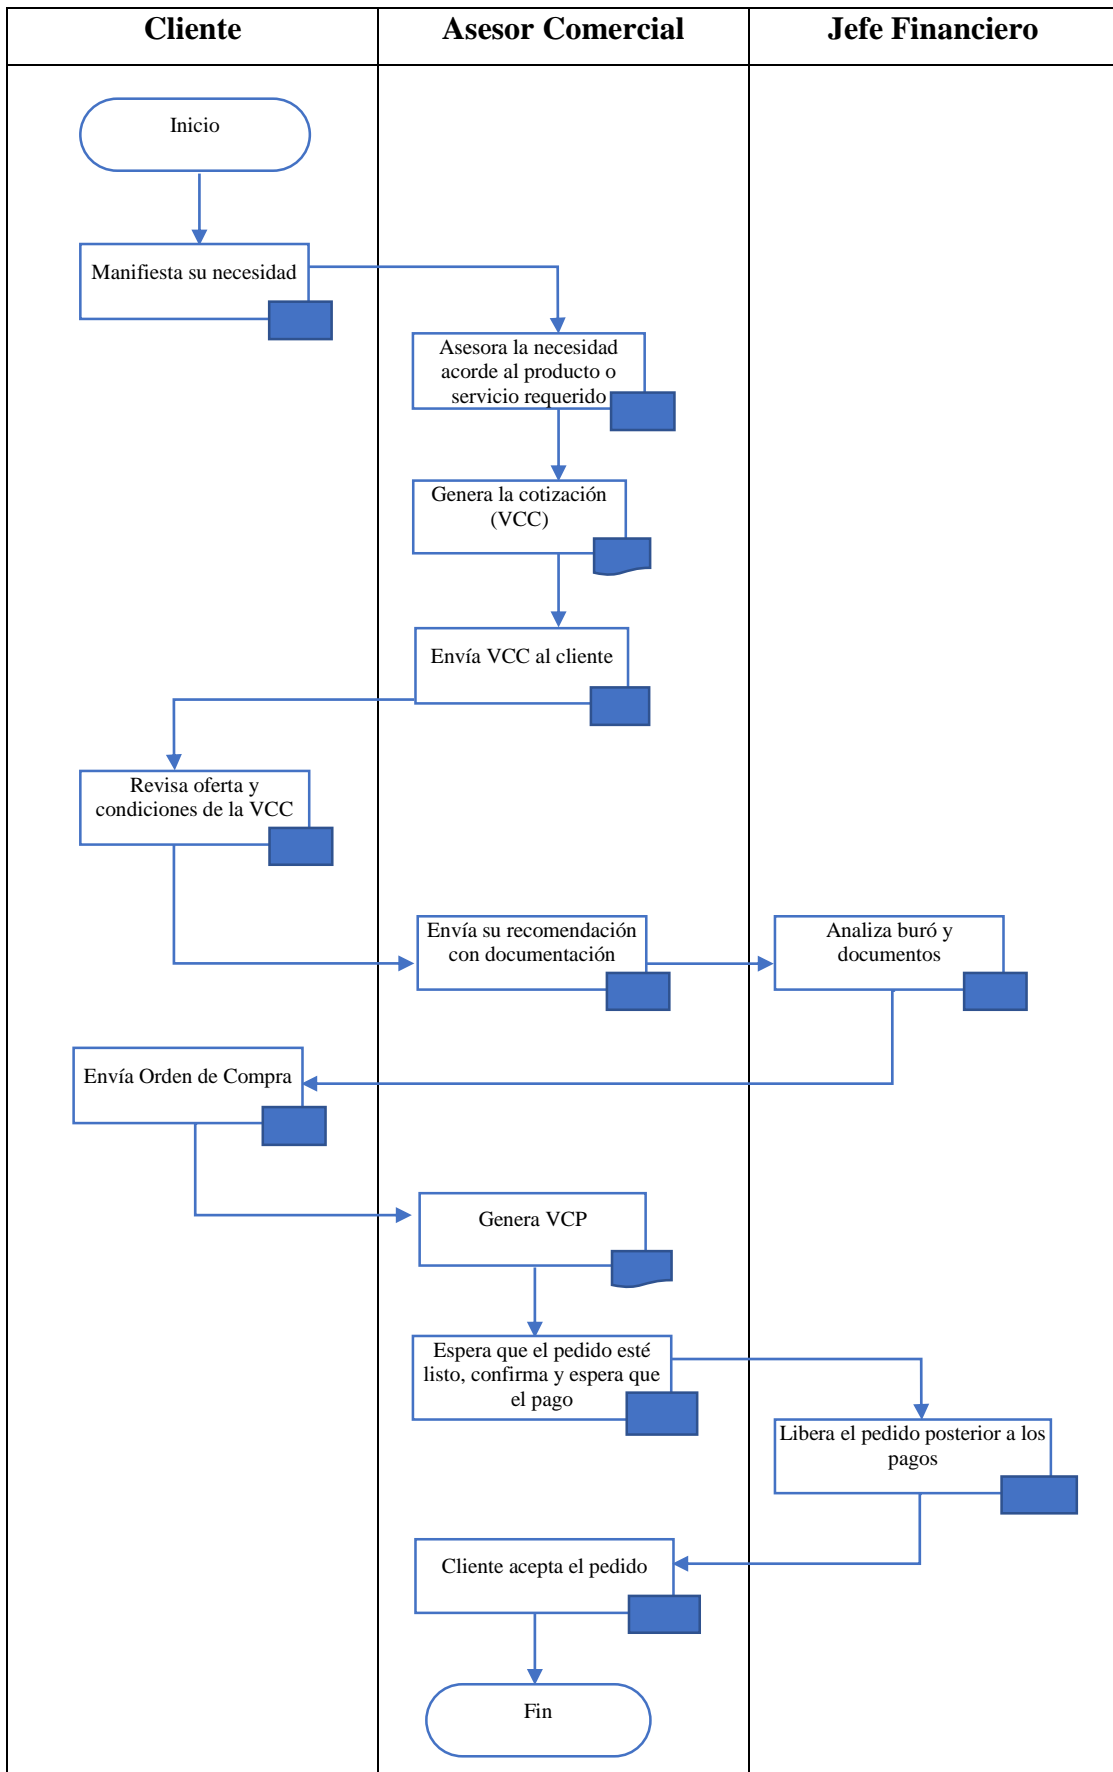 Cliente
Asesor Comercial
Jefe Financiero
Inicio
Manifiesta su necesidad
Asesora la necesidad
acorde al producto o
servicio requerido
Genera la cotización
(VCC)
Envía VCC al cliente
Revisa oferta y
condiciones de la VCC
Envía su recomendación
con documentación
Analiza buró y
documentos
Envía Orden de Compra
Genera VCP
Espera que el pedido esté
listo, confirma y espera que
el pago
Libera el pedido posterior a los
pagos
Cliente acepta el pedido
Fin